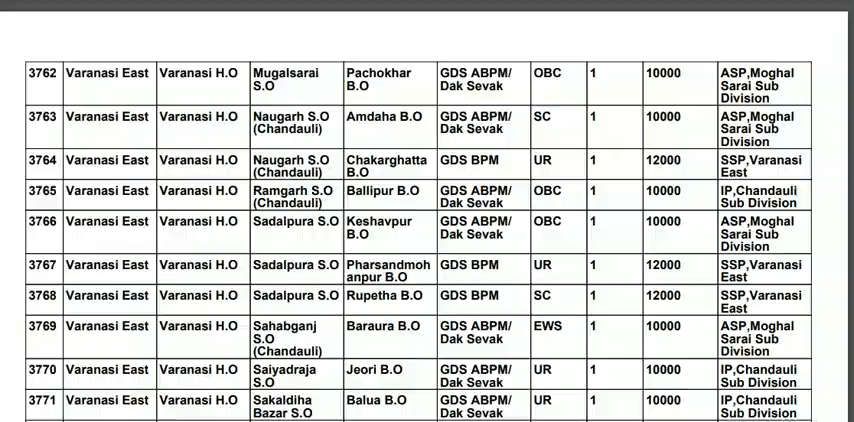 3762 Varanasi East Varanasi H.O Mugalsarai Pachokhar GDS ABPM/ OBC 1 10000 ASP,Moghal
S.O B.O Dak Sevak Sarai Sub
Division
3763 Varanasi East Varanasi H.O Naugarh S.O Amdaha B.O GDS ABPM/ SC 1 10000 ASP,Moghal
(Chandauli) Dak Sevak Sarai Sub
Division
3764 Varanasi East Varanasi H.O Naugarh S.O Chakarghatta GDS BPM UR 1 12000 SSP,Varanasi
(Chandauli) B.O East
3765 Varanasi East Varanasi H.O Ramgarh S.O Ballipur B.O GDS ABPM/ OBC 1 10000 IP,Chandauli
(Chandauli) Dak Sevak Sub Division
3766 Varanasi East Varanasi H.O Sadalpura S.O Keshavpur GDS ABPM/ OBC 1 10000 ASP,Moghal
B.O Dak Sevak Sarai Sub
Division
3767 Varanasi East Varanasi H.O Sadalpura S.O Pharsandmoh GDS BPM UR 1 12000 SSP,Varanasi
anpur B.O East
3768 Varanasi East Varanasi H.O Sadalpura S.O Rupetha B.O GDS BPM SC 1 12000 SSP,Varanasi
East
3769 Varanasi East Varanasi H.O Sahabganj Baraura B.O GDS ABPM/ EWS 1 10000 ASP,Moghal
S.O Dak Sevak Sarai Sub
(Chandauli) Division
3770 Varanasi East Varanasi H.O Saiyadraja Jeori B.O GDS ABPM/ UR 1 10000 IP,Chandauli
S.O Dak Sevak Sub Division
3771 Varanasi East Varanasi H.O Sakaldiha Balua B.O GDS ABPM/ UR 1 10000 IP,Chandauli
Bazar S.O Dak Sevak Sub Division